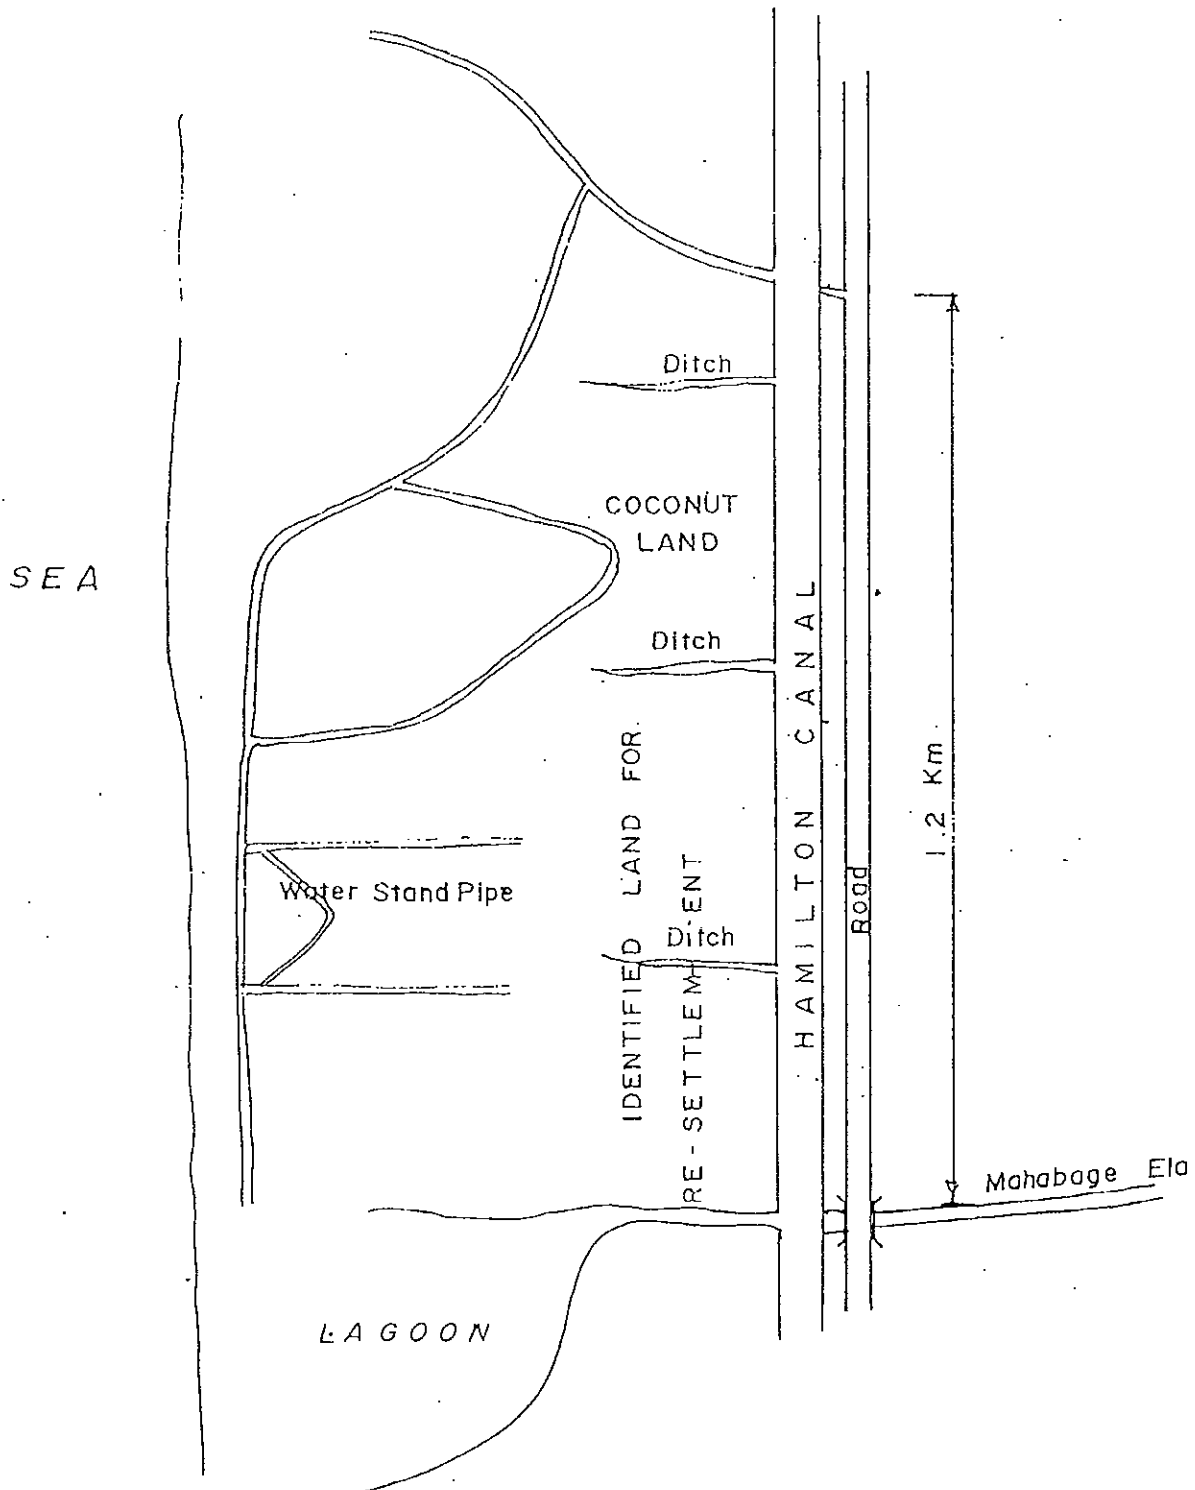 Ditch
COCONUT
LAND
SEA
Ditch
HAMILTON CANAL
IDENTIFIED LAND FOR
RE-SETTLEMENT
1.2 Km
Road
Water Stand Pipe
Ditch
Mahabage Ela
LAGOON